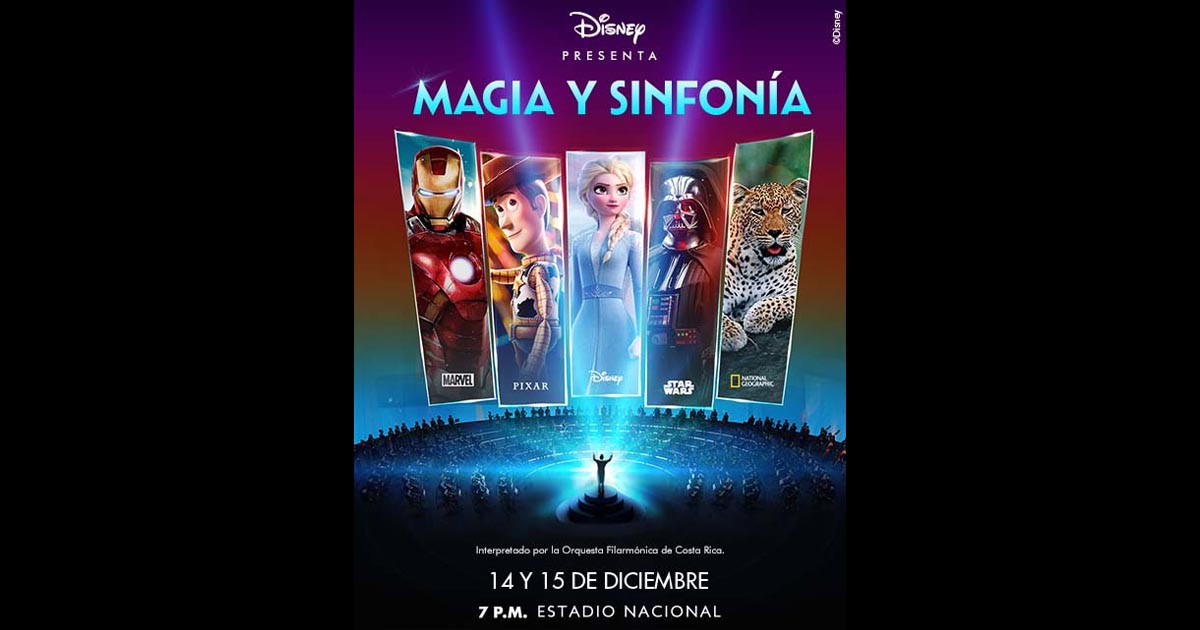 ©Disney
Disney
PRESENTA
MAGIA Y SINFONÍA
MARVEL
PIXAR
Disney
STAR
WARS
NATIONAL
GEOGRAPHIC
Interpretado por la Orquesta Filarmónica de Costa Rica.
14 Y 15 DE DICIEMBRE
7 P.M. ESTADIO NACIONAL